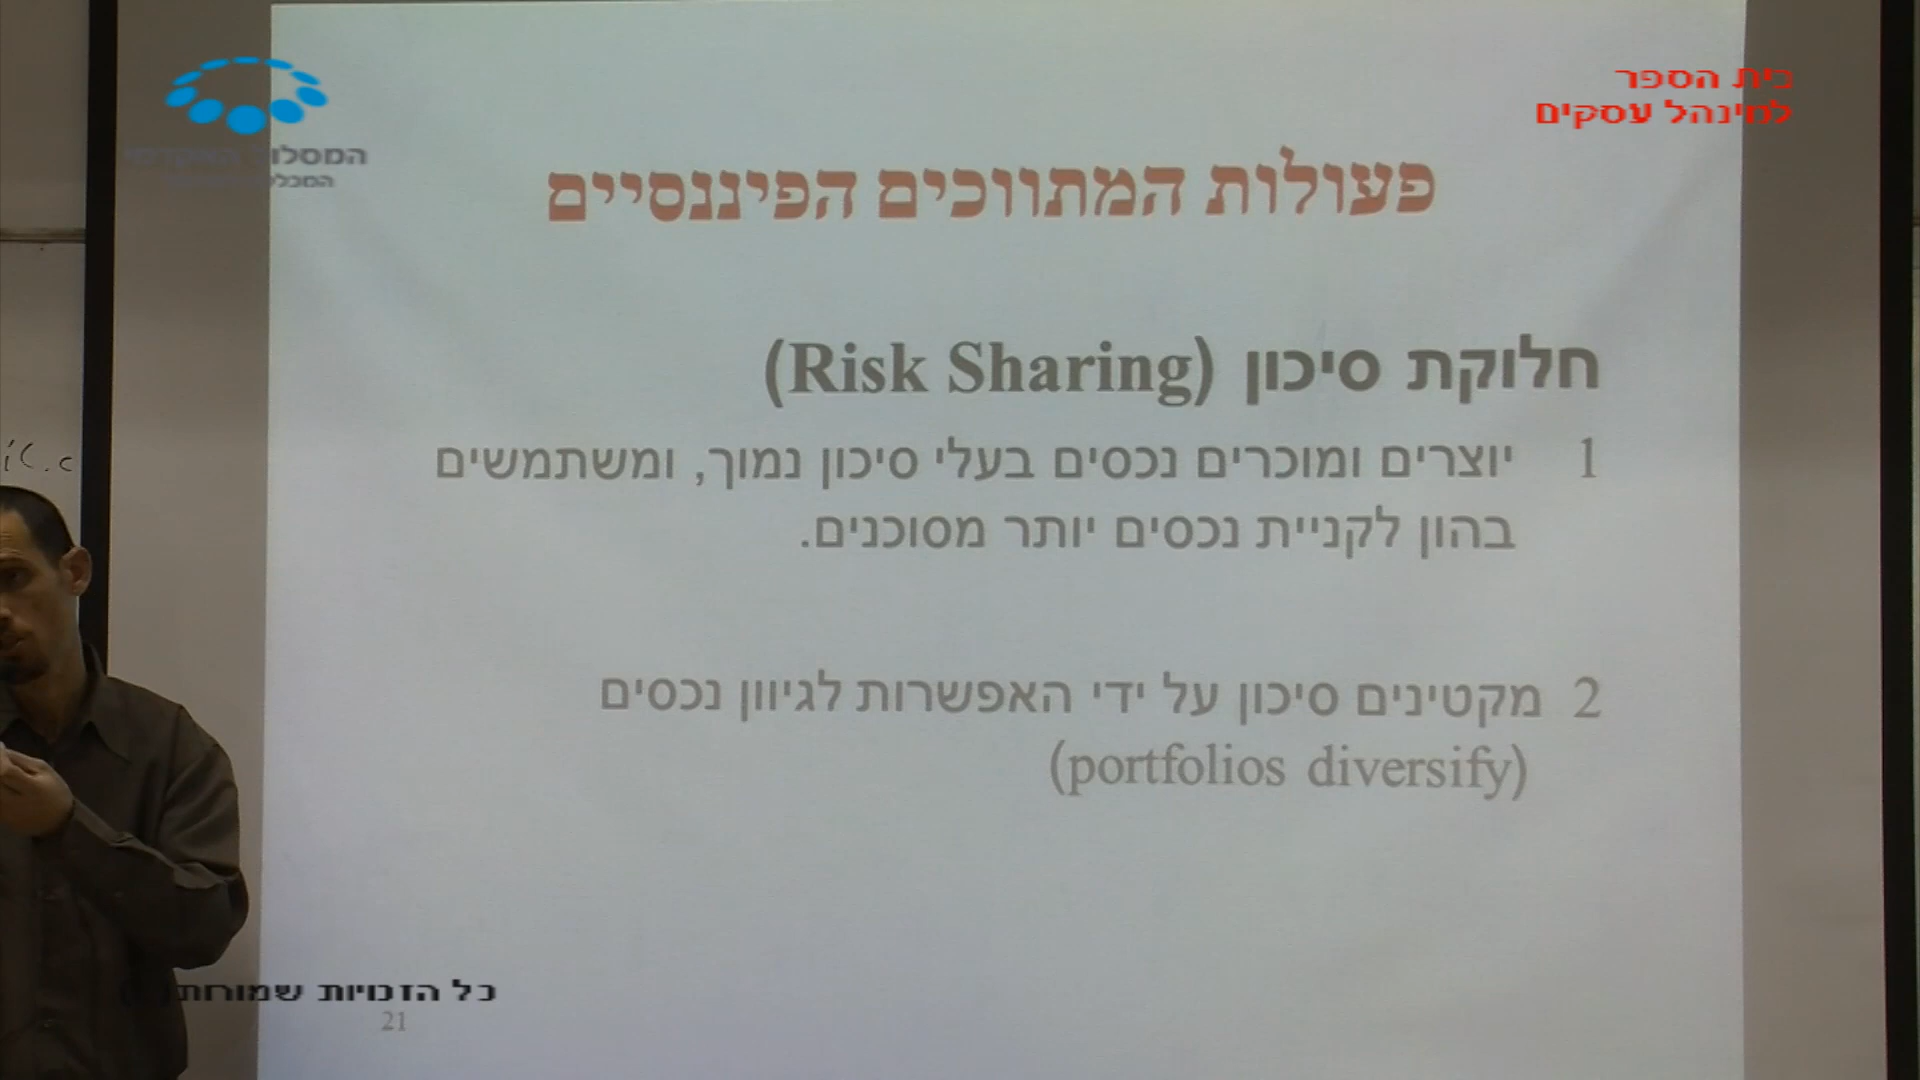 בית הספר
למינהל עסקים
המסלול האקדמי
פעולות המתווכים הפיננסיים
חלוקת סיכון (Risk Sharing)
1 יוצרים ומוכרים נכסים בעלי סיכון נמוך, ומשתמשים
בהון לקניית נכסים יותר מסוכנים.
2 מקטינים סיכון על ידי האפשרות לגיוון נכסים
(portfolios diversify)
כל הזכויות שמורות
21